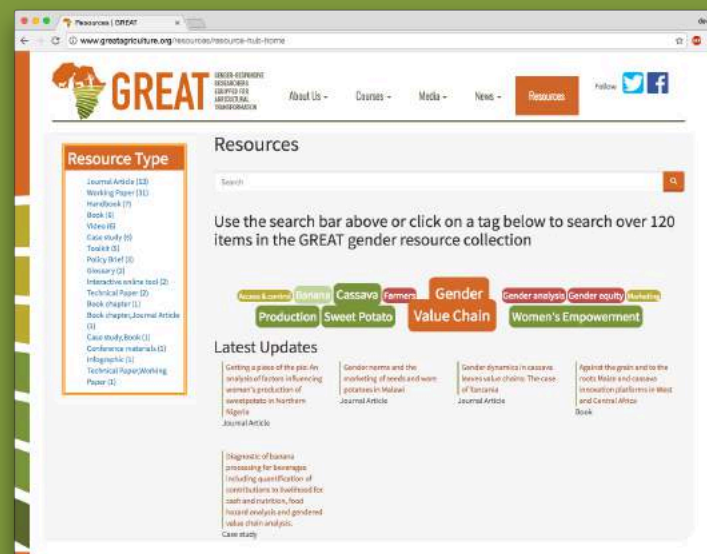 Resources | GREAT
www.greatagriculture.org/resources/resource-hub-home
GREAT
GENDER-RESPONSIVE
RESEARCHERS
EQUIPPED FOR
AGRICULTURAL
TRANSFORMATION
About Us
Courses
Media
News
Resources
Follow
Resource Type
Journal Article (53)
Working Paper (31)
Handbook (7)
Book (6)
Video (6)
Case study (5)
Toolkit (5)
Policy Brief (3)
Glossary (2)
Interactive online tool (2)
Technical Paper (2)
Book chapter (1)
Book chapter,Journal Article
(1)
Case study,Book (1)
Conference materials (1)
Infographic (1)
Technical Paper,Working
Paper (1)
Resources
Search
Use the search bar above or click on a tag below to search over 120
items in the GREAT gender resource collection
Access & control Banana Cassava Farmers Gender Gender analysis Gender equity Marketing
Production Sweet Potato Value Chain Women's Empowerment
Latest Updates
Getting a piece of the pie: An
analysis of factors influencing
women's production of
sweetpotato in Northern
Nigeria
Journal Article
Gender norms and the
marketing of seeds and ware
potatoes in Malawi
Journal Article
Gender dynamics in cassava
leaves value chains: The case
of Tanzania
Journal Article
Against the grain and to the
roots Maize and cassava
innovation platforms in West
and Central Africa
Book
Diagnostic of banana
processing for beverages
including quantification of
contributions to livelihood for
cash and nutrition, food
hazard analysis and gendered
value chain analysis.
Case study